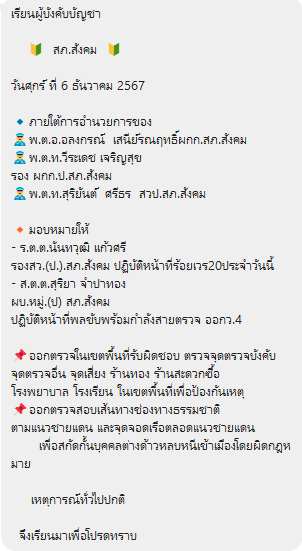 เรียนผู้บังคับบัญชา
🔰 สภ.สังคม 🔰
วันศุกร์ ที่ 6 ธันวาคม 2567
🔹ภายใต้การอำนวยการของ
👮พ.ต.อ.อลงกรณ์ เสนีย์รณฤทธิ์ผกก.สภ.สังคม
👮พ.ต.ท.วีระเดช เจริญสุข
รอง ผกก.ป.สภ.สังคม
👮พ.ต.ท.สุริยันต์ ศรีธร สวป.สภ.สังคม
🔸มอบหมายให้
- ร.ต.ต.นันทวุฒิ แก้วศรี
รองสว.(ป.).สภ.สังคม ปฏิบัติหน้าที่ร้อยเวร20ประจำวันนี้
- ส.ต.ต.สุริยา จำปาทอง
ผบ.หมู่.(ป) สภ.สังคม
ปฏิบัติหน้าที่พลขับพร้อมกำลังสายตรวจ ออกว.4
📌ออกตรวจในเขตพื้นที่รับผิดชอบ ตรวจจุดตรวจบังคับ
จุดตรวจอื่น จุดเสี่ยง ร้านทอง ร้านสะดวกซื้อ
โรงพยาบาล โรงเรียน ในเขตพื้นที่เพื่อป้องกันเหตุ
📌ออกตรวจสอบเส้นทางช่องทางธรรมชาติ
ตามแนวชายแดน และจุดจอดเรือตลอดแนวชายแดน
เพื่อสกัดกั้นบุคคลต่างด้าวหลบหนีเข้าเมืองโดยผิดกฎห
มาย
เหตุการณ์ทั่วไปปกติ
จึงเรียนมาเพื่อโปรดทราบ